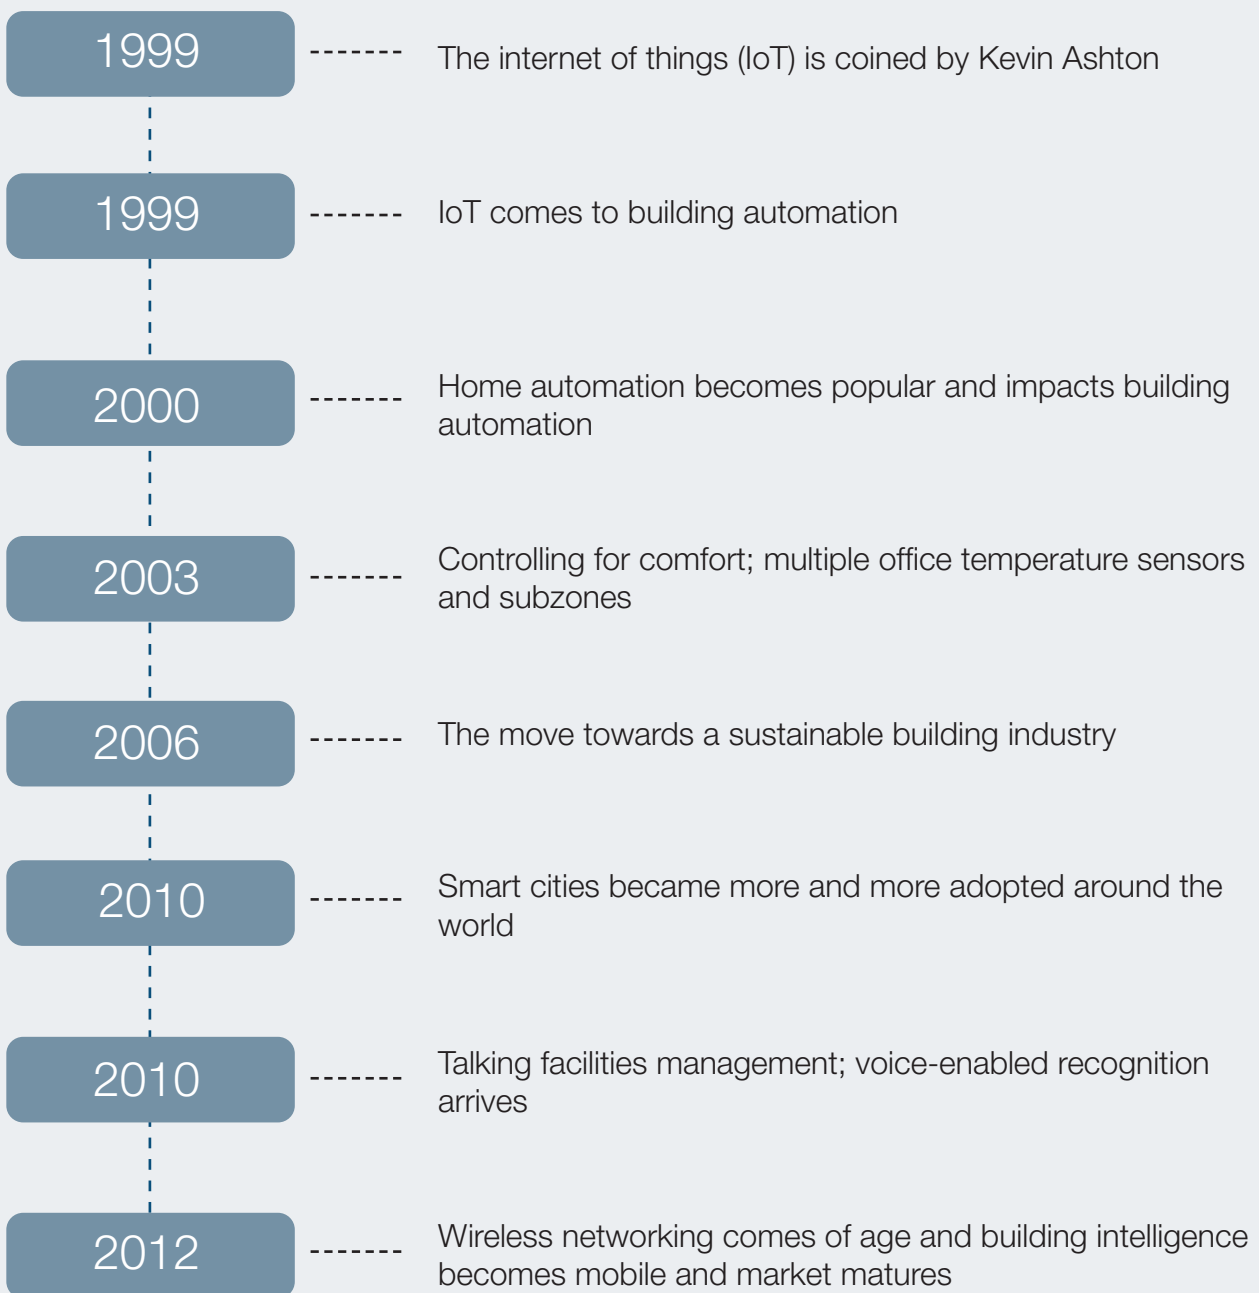 1999
The internet of things (IoT) is coined by Kevin Ashton
1999
IoT comes to building automation
2000
Home automation becomes popular and impacts building
automation
2003
Controlling for comfort; multiple office temperature sensors
and subzones
2006
The move towards a sustainable building industry
2010
Smart cities became more and more adopted around the
world
2010
Talking facilities management; voice-enabled recognition
arrives
2012
Wireless networking comes of age and building intelligence
becomes mobile and market matures